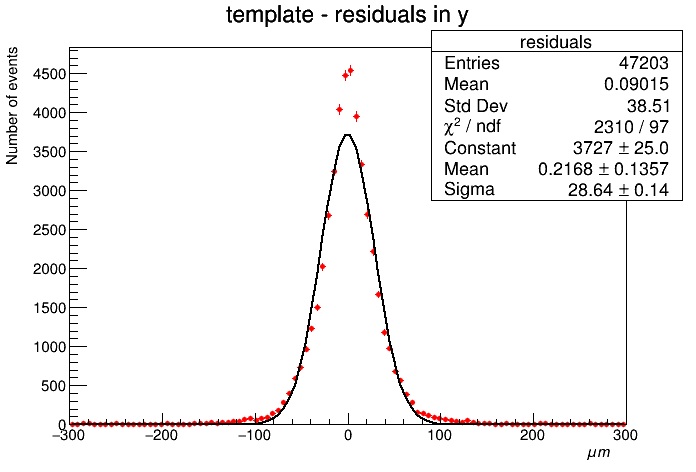 template - residuals in y
residuals
Entries 47203
Mean 0.09015
Std Dev 38.51
χ² / ndf 2310 / 97
Constant 3727 ± 25.0
Mean 0.2168 ± 0.1357
Sigma 28.64 ± 0.14
Number of events
4500
4000
3500
3000
2500
2000
1500
1000
500
0
−300 −200 −100 0 100 200 300
μm